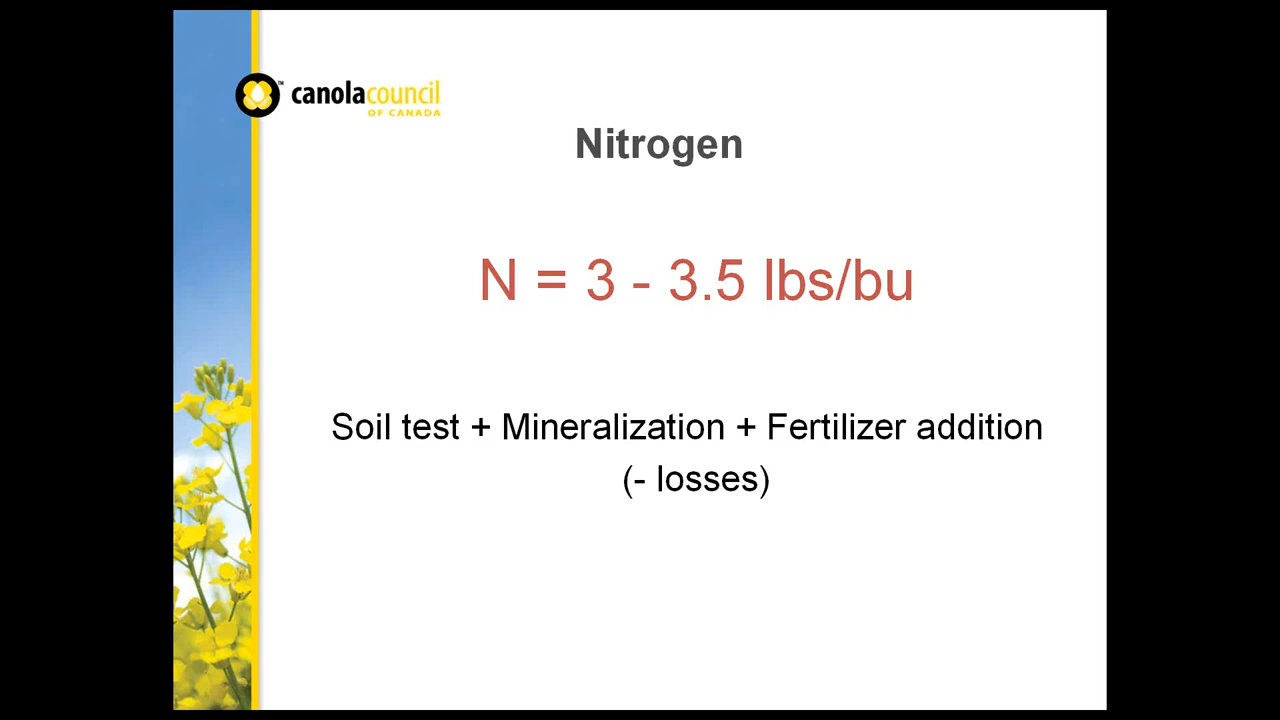 canolacouncil
OF CANADA
Nitrogen
N = 3 - 3.5 lbs/bu
Soil test + Mineralization + Fertilizer addition
(- losses)